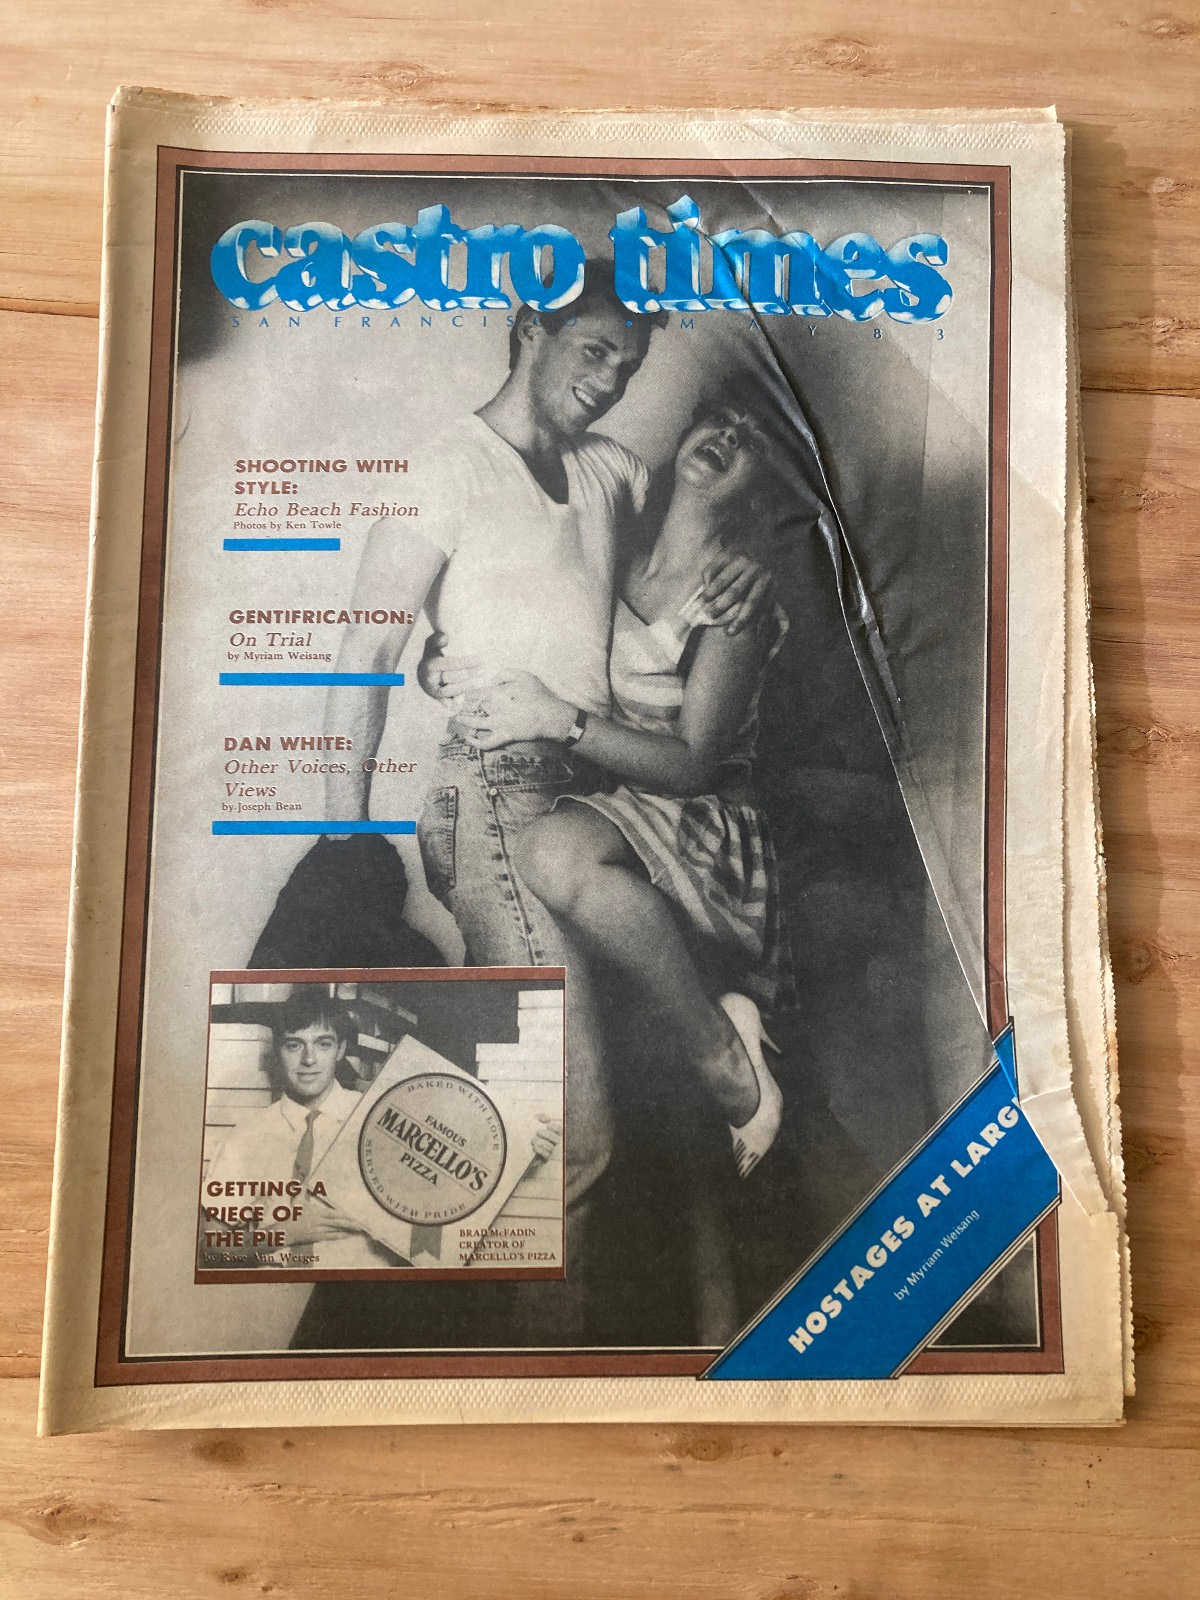 castro times
SAN FRANCISCO • MAY 83
SHOOTING WITH
STYLE:
Echo Beach Fashion
Photos by Ken Towle
GENTIFRICATION:
On Trial
by Myriam Weisang
DAN WHITE:
Other Voices, Other
Views
by Joseph Bean
BAKED WITH LOVE
FAMOUS
MARCELLO'S
PIZZA
SERVED WITH PRIDE
GETTING A
PIECE OF
THE PIE
by Rose Ann Werges
BRAD McFADIN
CREATOR OF
MARCELLO'S PIZZA
HOSTAGES AT LARG
by Myriam Weisang